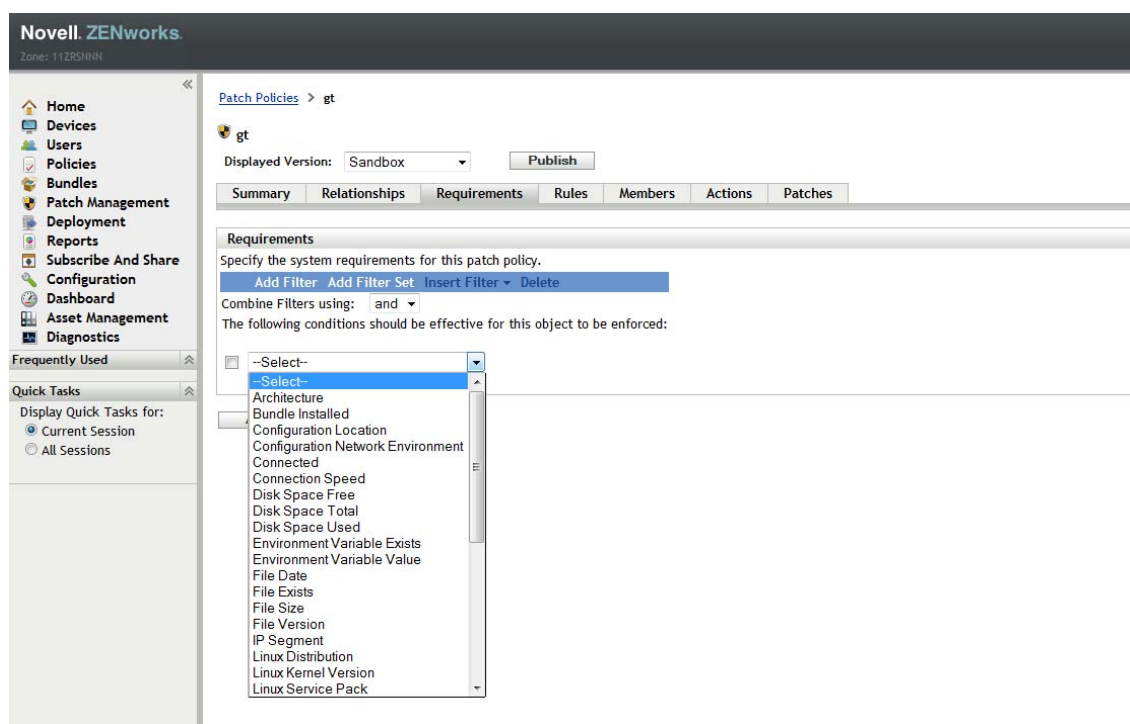 Novell. ZENworks.
Zone: 11ZRSNNN
Home
Devices
Users
Policies
Bundles
Patch Management
Deployment
Reports
Subscribe And Share
Configuration
Dashboard
Asset Management
Diagnostics
Frequently Used
Quick Tasks
Display Quick Tasks for:
Current Session
All Sessions
Patch Policies > gt
gt
Displayed Version: Sandbox Publish
Summary Relationships Requirements Rules Members Actions Patches
Requirements
Specify the system requirements for this patch policy.
Add Filter Add Filter Set Insert Filter Delete
Combine Filters using: and
The following conditions should be effective for this object to be enforced:
--Select--
--Select--
Architecture
Bundle Installed
Configuration Location
Configuration Network Environment
Connected
Connection Speed
Disk Space Free
Disk Space Total
Disk Space Used
Environment Variable Exists
Environment Variable Value
File Date
File Exists
File Size
File Version
IP Segment
Linux Distribution
Linux Kernel Version
Linux Service Pack